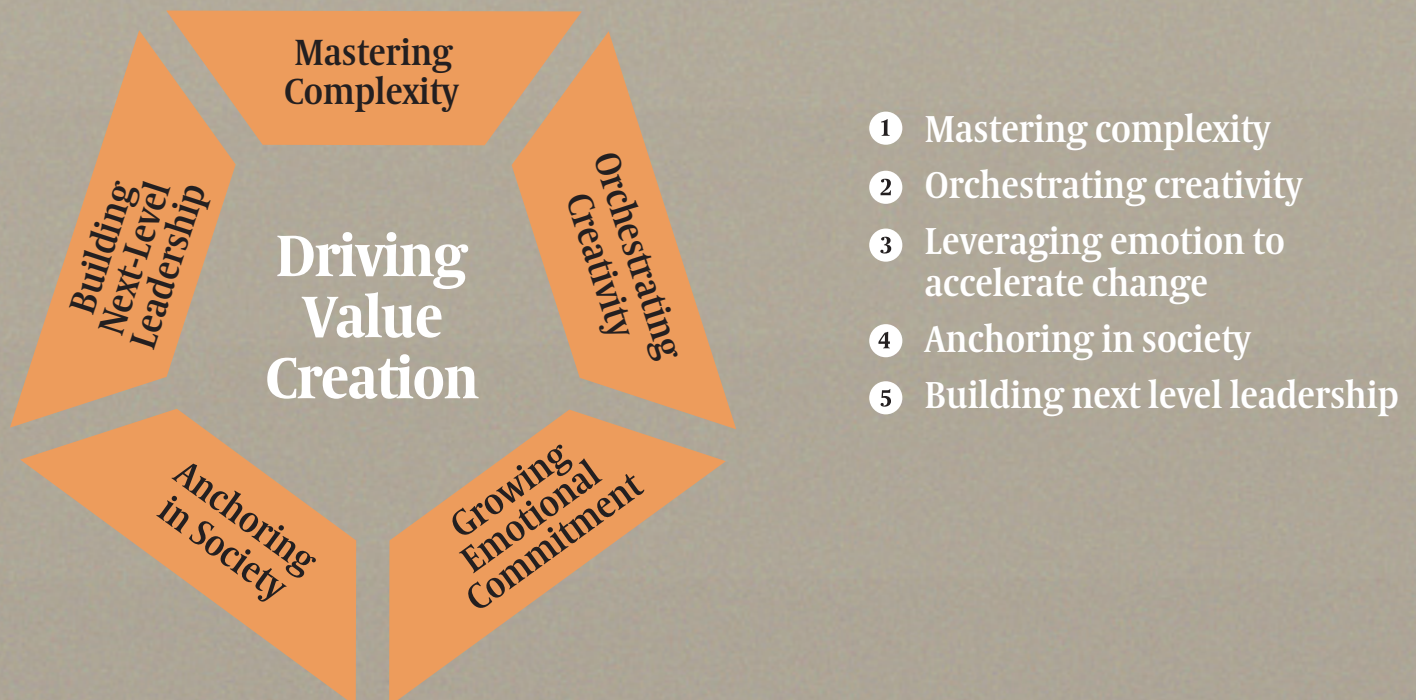 Mastering
Complexity
Orchestrating
Creativity
Growing
Emotional
Commitment
Anchoring
in Society
Building
Next-Level
Leadership
Driving
Value
Creation
1 Mastering complexity
2 Orchestrating creativity
3 Leveraging emotion to
accelerate change
4 Anchoring in society
5 Building next level leadership